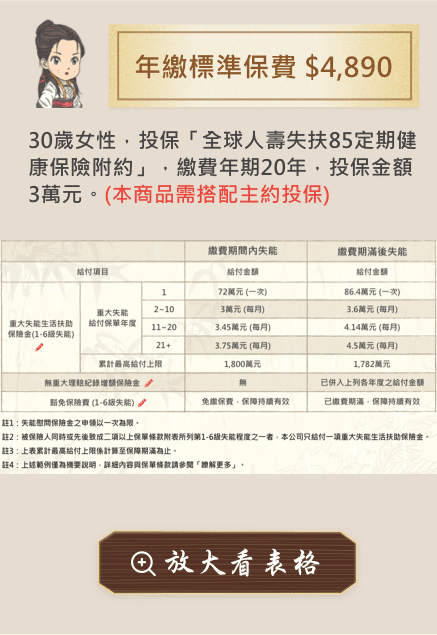 年繳標準保費 $4,890
30歲女性，投保「全球人壽失扶85定期健
康保險附約」，繳費年期20年，投保金額
3萬元。(本商品需搭配主約投保)
繳費期間內失能 繳費期滿後失能
給付項目 給付金額 給付金額
重大失能生活扶助
保險金(1-6級失能)
重大失能
給付保單年度
1 72萬元 (一次) 86.4萬元 (一次)
2~10 3萬元 (每月) 3.6萬元 (每月)
11~20 3.45萬元 (每月) 4.14萬元 (每月)
21+ 3.75萬元 (每月) 4.5萬元 (每月)
累計最高給付上限 1,800萬元 1,782萬元
無重大理賠紀錄增額保險金 無 已併入上列各年度之給付金額
豁免保險費 (1-6級失能) 免繳保費，保障持續有效 已繳費期滿，保障持續有效
註1：失能慰問保險金之申領以一次為限。
註2：被保險人同時或先後致成二項以上保單條款附表所列第1-6級失能程度之一者，本公司只給付一項重大失能生活扶助保險金。
註3：上表累計最高給付上限係計算至保障期滿為止。
註4：上述範例僅為摘要說明，詳細內容與保單條款請參閱「瞭解更多」。
放大看表格